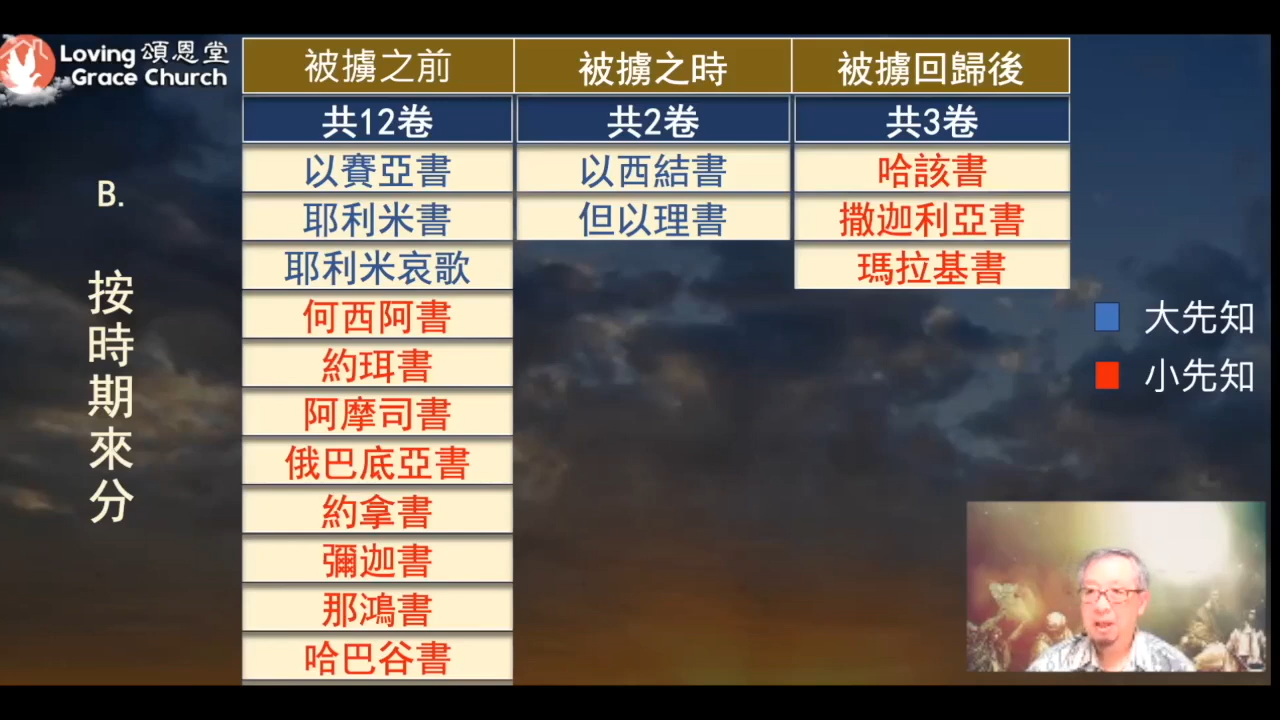 Loving 頌恩堂
Grace Church
B.
按時期來分
被擄之前
共12卷
以賽亞書
耶利米書
耶利米哀歌
何西阿書
約珥書
阿摩司書
俄巴底亞書
約拿書
彌迦書
那鴻書
哈巴谷書
被擄之時
共2卷
以西結書
但以理書
被擄回歸後
共3卷
哈該書
撒迦利亞書
瑪拉基書
大先知
小先知